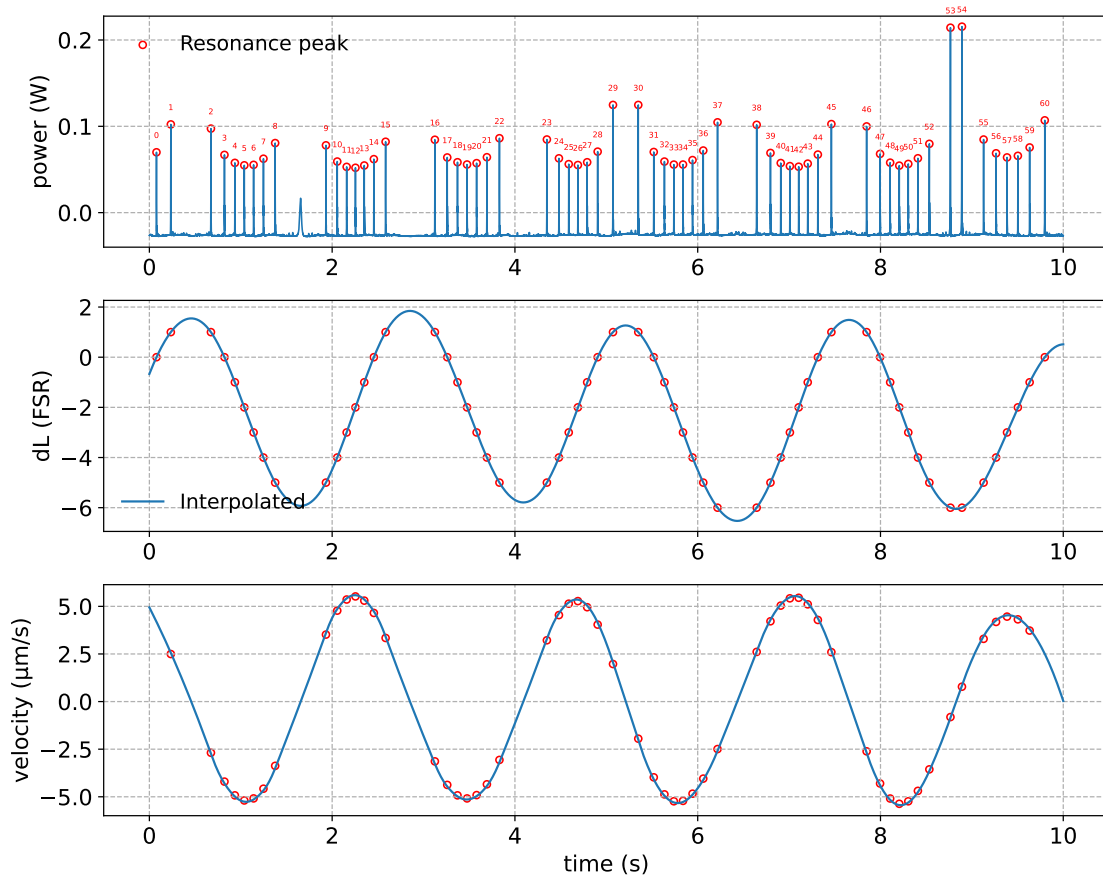 53 54
0.2
Resonance peak
29 30
1 37 38 45 60
2 46
0.1
8 9 15 16 22 23 52 55
0 3 4 5 6 7 10 11 12 13 14 17 18 19 20 21 24 25 26 27 28 31 32 33 34 35 36 39 40 41 42 43 44 47 48 49 50 51 56 57 58 59
power (W)
0.0
0 2 4 6 8 10
2
0
−2
dL (FSR)
−4
Interpolated
−6
0 2 4 6 8 10
5.0
2.5
0.0
velocity (µm/s)
−2.5
−5.0
0 2 4 6 8 10
time (s)